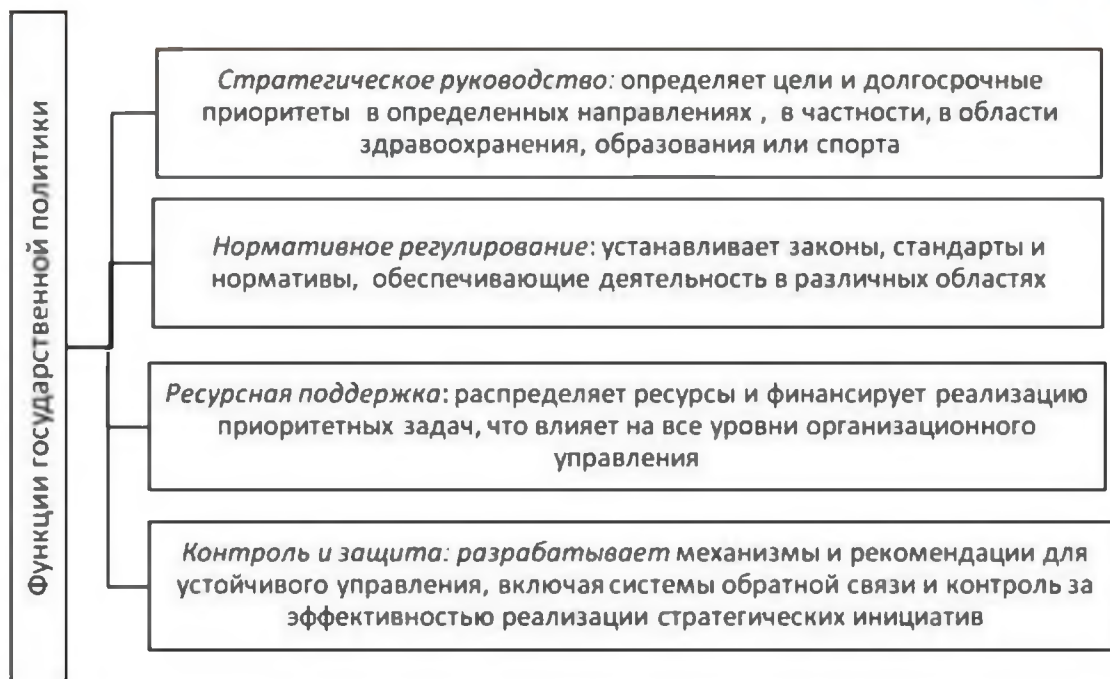 Функции государственной политики
Стратегическое руководство: определяет цели и долгосрочные
приоритеты в определенных направлениях , в частности, в области
здравоохранения, образования или спорта
Нормативное регулирование: устанавливает законы, стандарты и
нормативы, обеспечивающие деятельность в различных областях
Ресурсная поддержка: распределяет ресурсы и финансирует реализацию
приоритетных задач, что влияет на все уровни организационного
управления
Контроль и защита: разрабатывает механизмы и рекомендации для
устойчивого управления, включая системы обратной связи и контроль за
эффективностью реализации стратегических инициатив